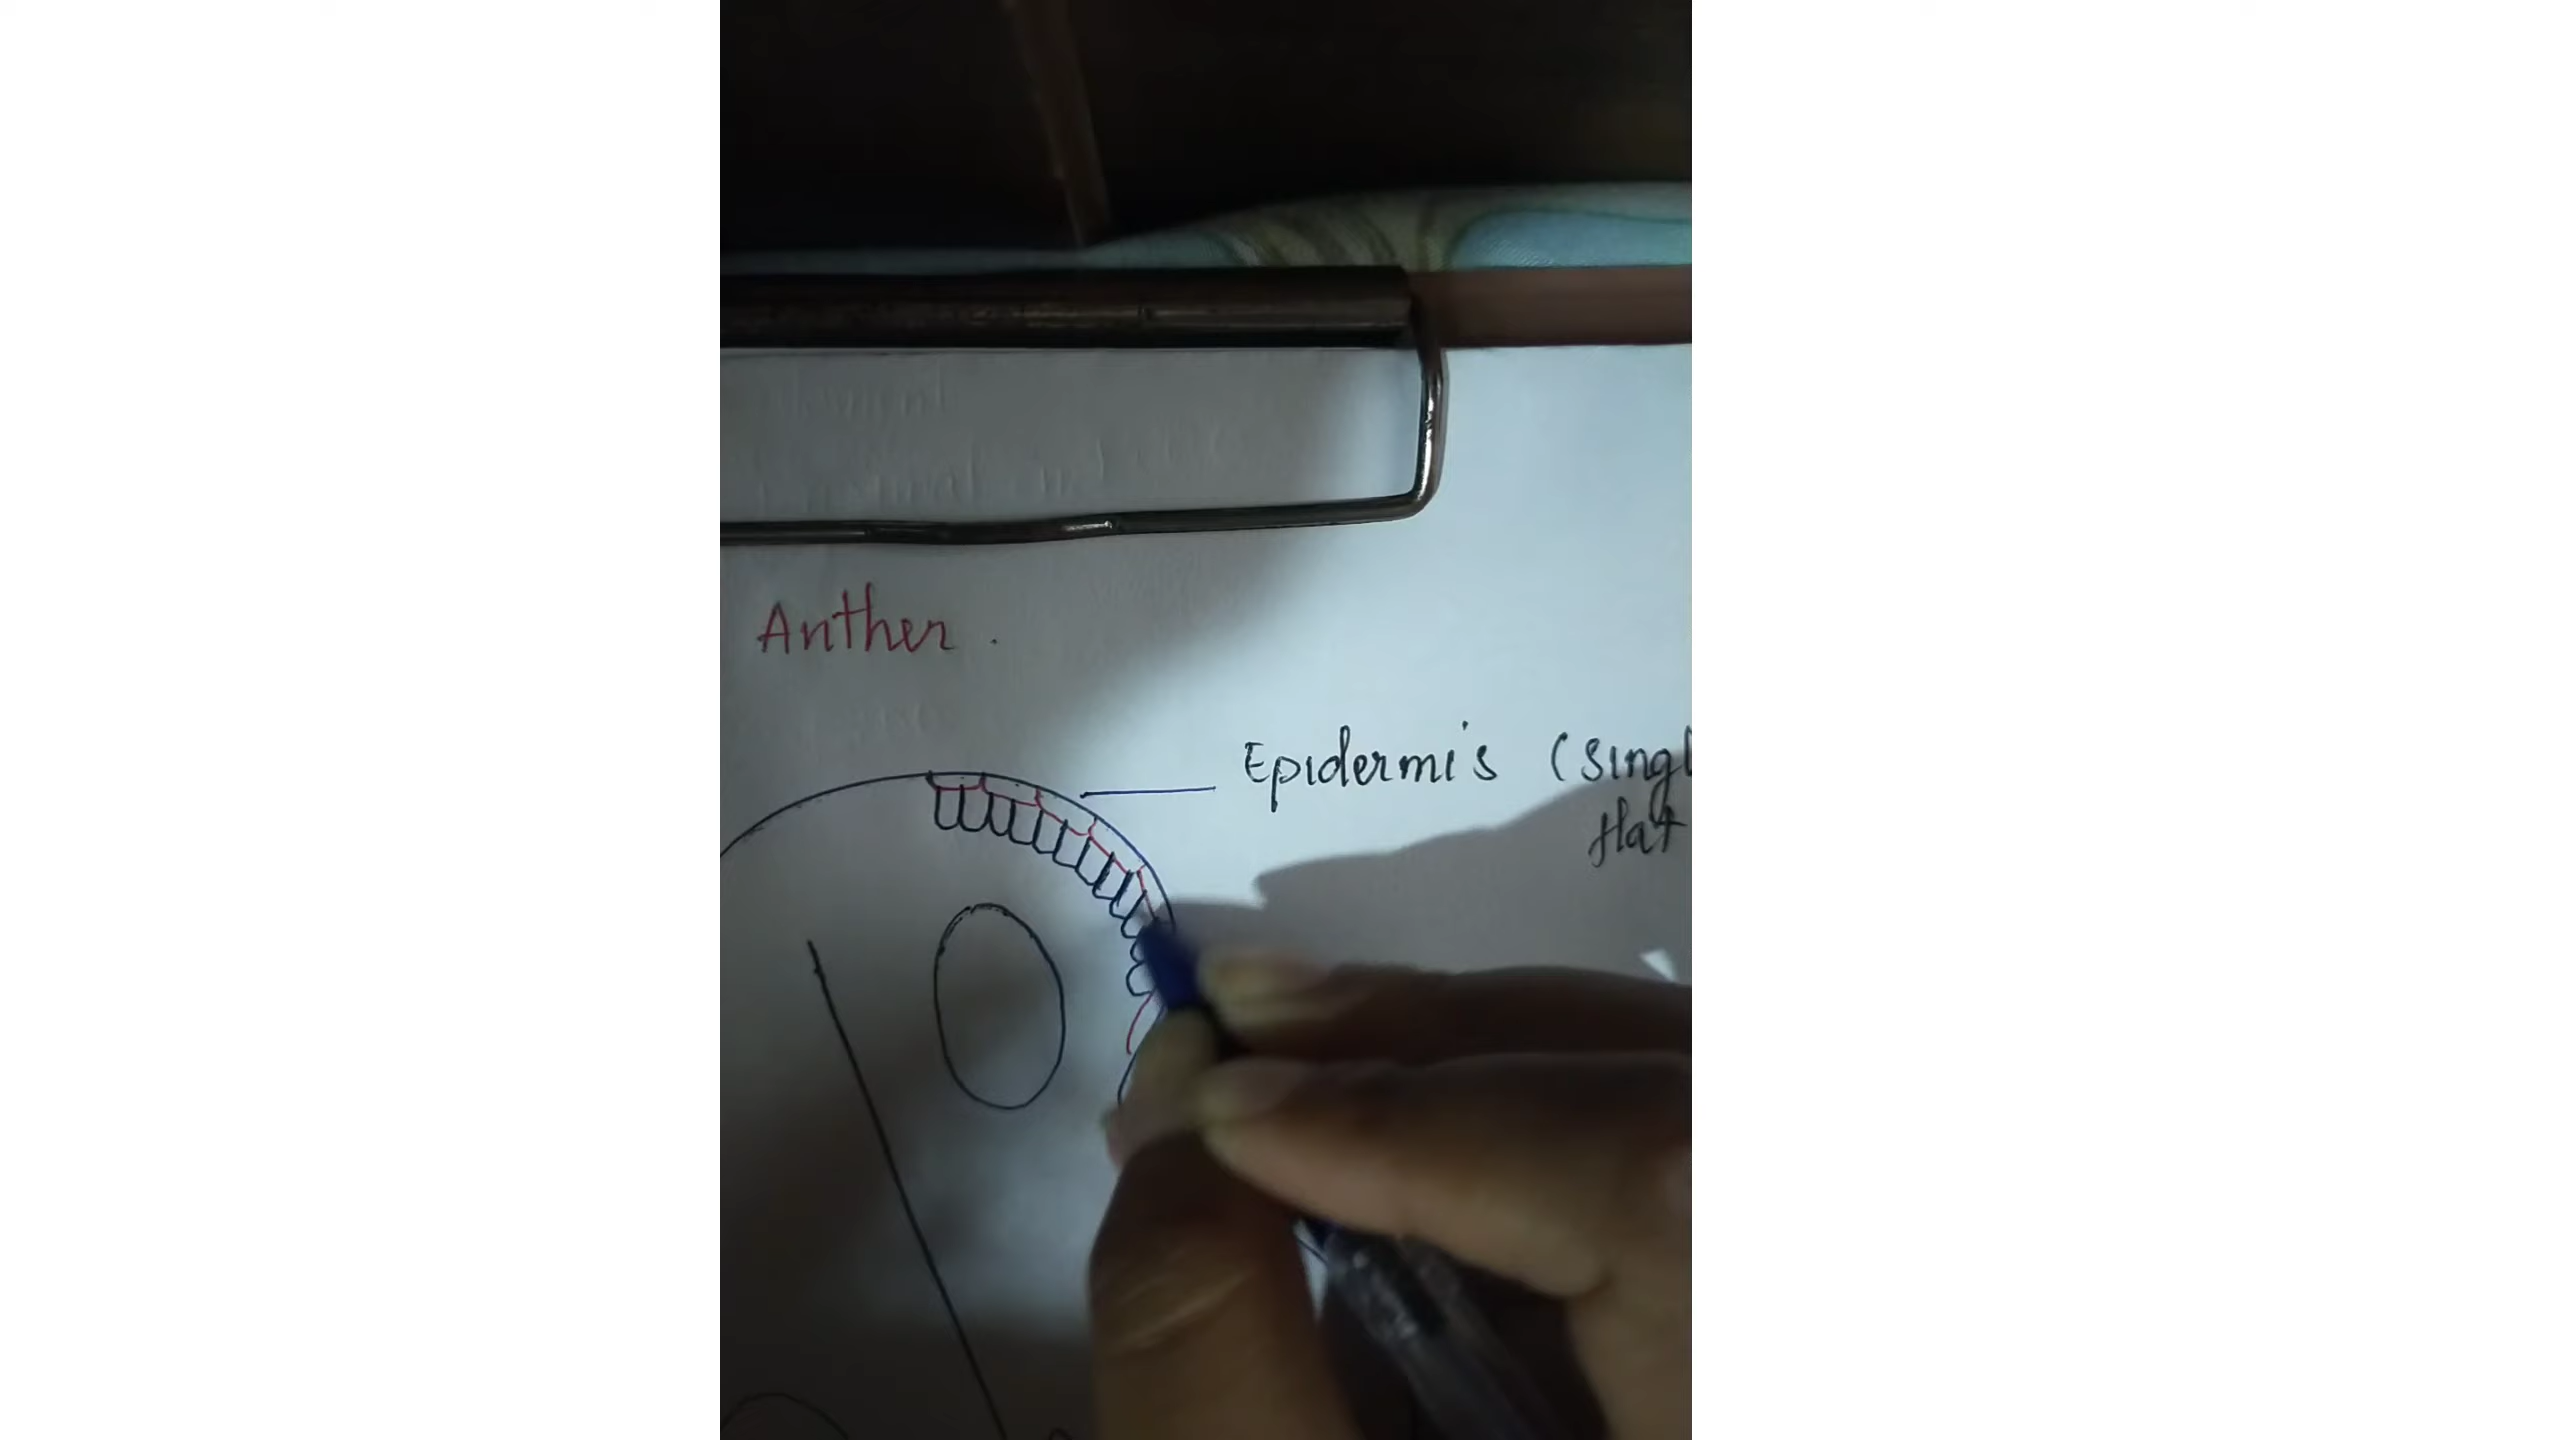 Anther.
Epidermis (singl
flat